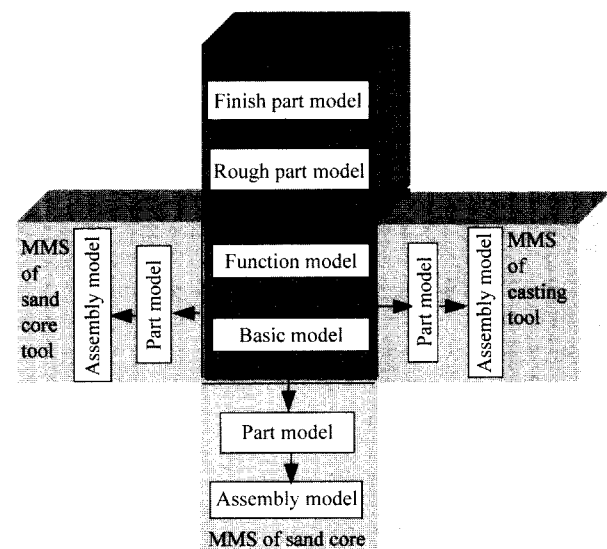 Finish part model
Rough part model
Function model
Basic model
MMS
of
sand
core
tool
Assembly model
Part model
Part model
Assembly model
MMS
of
casting
tool
Part model
Assembly model
MMS of sand core